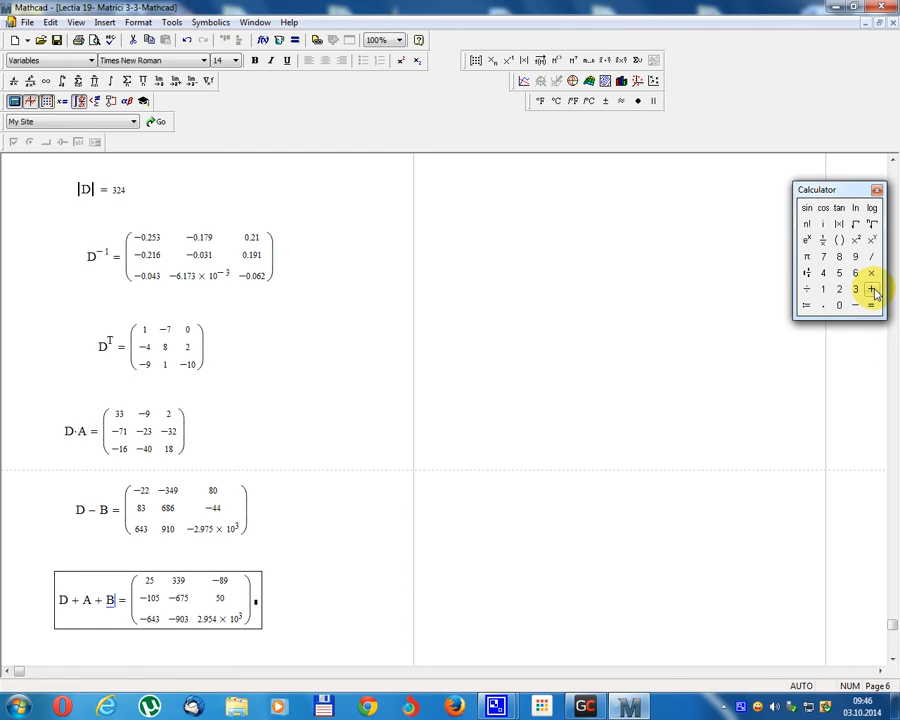 Mathcad - [Lectia 19- Matrici 3-3-Mathcad]
File Edit View Insert Format Tools Symbolics Window Help
100%
Variables Times New Roman 14 B I U
My Site Go
°F °C °F °C ± ≈ ● ||
|D| = 324
D⁻¹ =
−0.253 −0.179 0.21
−0.216 −0.031 0.191
−0.043 −6.173 × 10⁻³ −0.062
Dᵀ =
1 −7 0
−4 8 2
−9 1 −10
D·A =
33 −9 2
−71 −23 −32
−16 −40 18
D − B =
−22 −349 80
83 686 −44
643 910 −2.975 × 10³
D + A + B =
25 339 −89
−105 −675 50
−643 −903 2.954 × 10³
Calculator
sin cos tan ln log
n! i |×| √ ⁿ√
eˣ 1/x ( ) ×² ×ʸ
π 7 8 9 /
4 5 6 ×
÷ 1 2 3 +
:= . 0 − =
AUTO NUM Page 6
09:46
03.10.2014